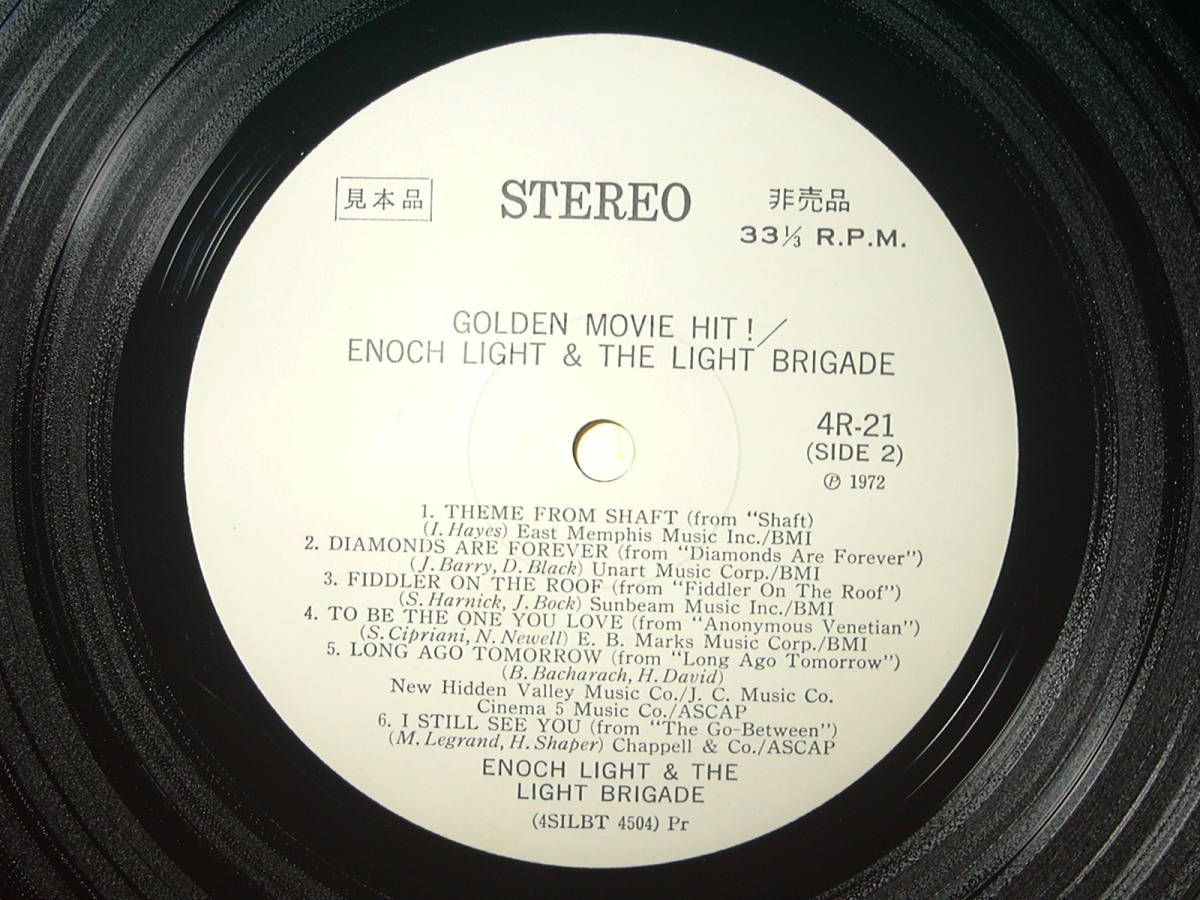 見本品
STEREO
非売品
33⅓ R.P.M.
GOLDEN MOVIE HIT!/
ENOCH LIGHT & THE LIGHT BRIGADE
4R-21
(SIDE 2)
Ⓟ 1972
1. THEME FROM SHAFT (from "Shaft)
(I. Hayes) East Memphis Music Inc./BMI
2. DIAMONDS ARE FOREVER (from "Diamonds Are Forever")
(J. Barry, D. Black) Unart Music Corp./BMI
3. FIDDLER ON THE ROOF (from "Fiddler On The Roof")
(S. Harnick, J. Bock) Sunbeam Music Inc./BMI
4. TO BE THE ONE YOU LOVE (from "Anonymous Venetian")
(S. Cipriani, N. Newell) E. B. Marks Music Corp./BMI
5. LONG AGO TOMORROW (from "Long Ago Tomorrow")
(B. Bacharach, H. David)
New Hidden Valley Music Co./J. C. Music Co.
Cinema 5 Music Co./ASCAP
6. I STILL SEE YOU (from "The Go-Between")
(M. Legrand, H. Shaper) Chappell & Co./ASCAP
ENOCH LIGHT & THE
LIGHT BRIGADE
(4SILBT 4504) Pr